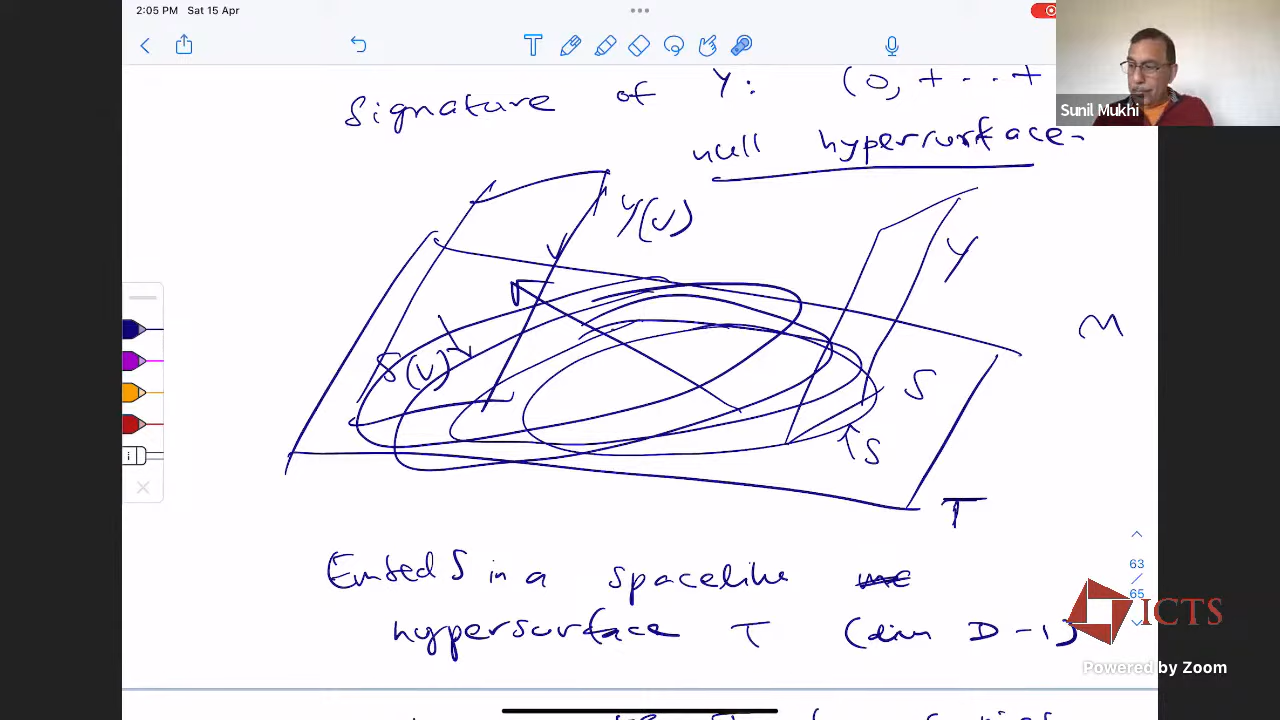 2:05 PM Sat 15 Apr
T
Signature of Y: (0, + - - +
Sunil Mukhi
null hypersurface.
Y(v)
Y
M
S(v)
S
S
T
Embed S in a spacelike
hypersurface T (dim D-1)
63
65
i
ICTS
Powered by Zoom